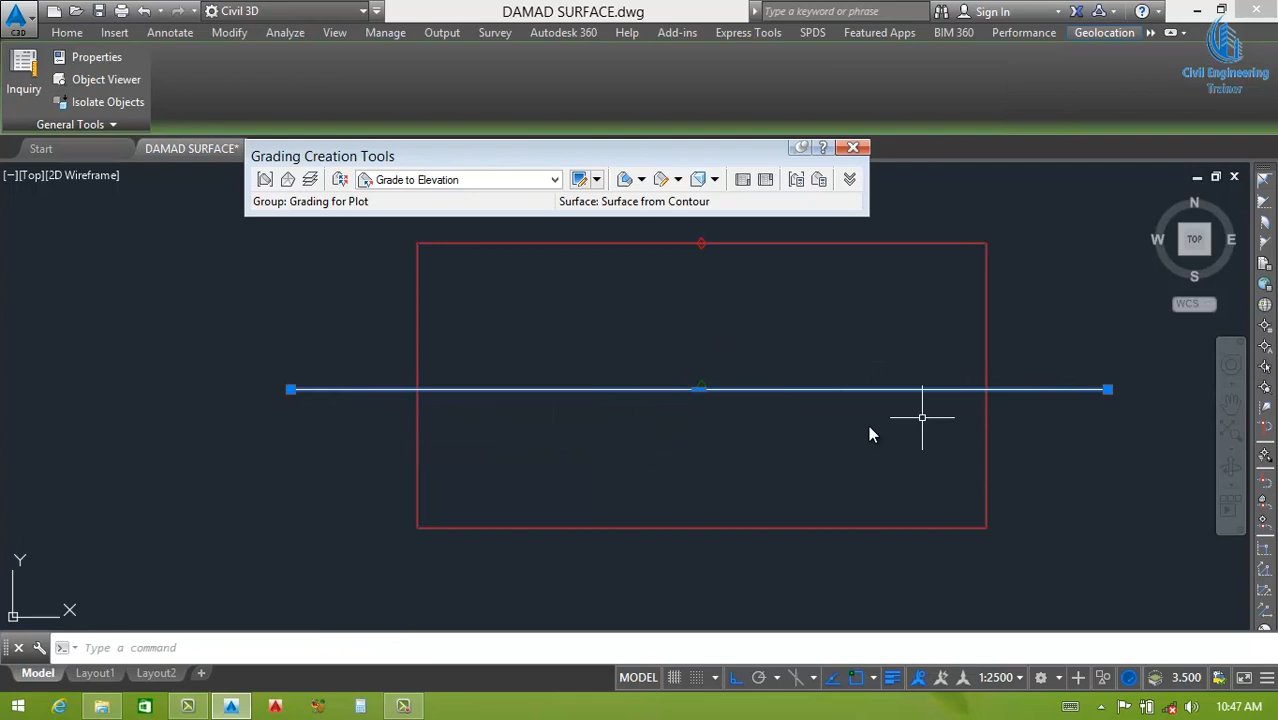 C3D
Civil 3D
DAMAD SURFACE.dwg
Type a keyword or phrase
Sign In
Home Insert Annotate Modify Analyze View Manage Output Survey Autodesk 360 Help Add-ins Express Tools SPDS Featured Apps BIM 360 Performance Geolocation
Civil Engineering
Trainer
Inquiry
Properties
Object Viewer
Isolate Objects
General Tools
Start
DAMAD SURFACE*
Grading Creation Tools
Grade to Elevation
Group: Grading for Plot
Surface: Surface from Contour
[−][Top][2D Wireframe]
N
W
TOP
E
S
WCS
Y
X
Type a command
Model Layout1 Layout2
MODEL
1:2500
3.500
10:47 AM